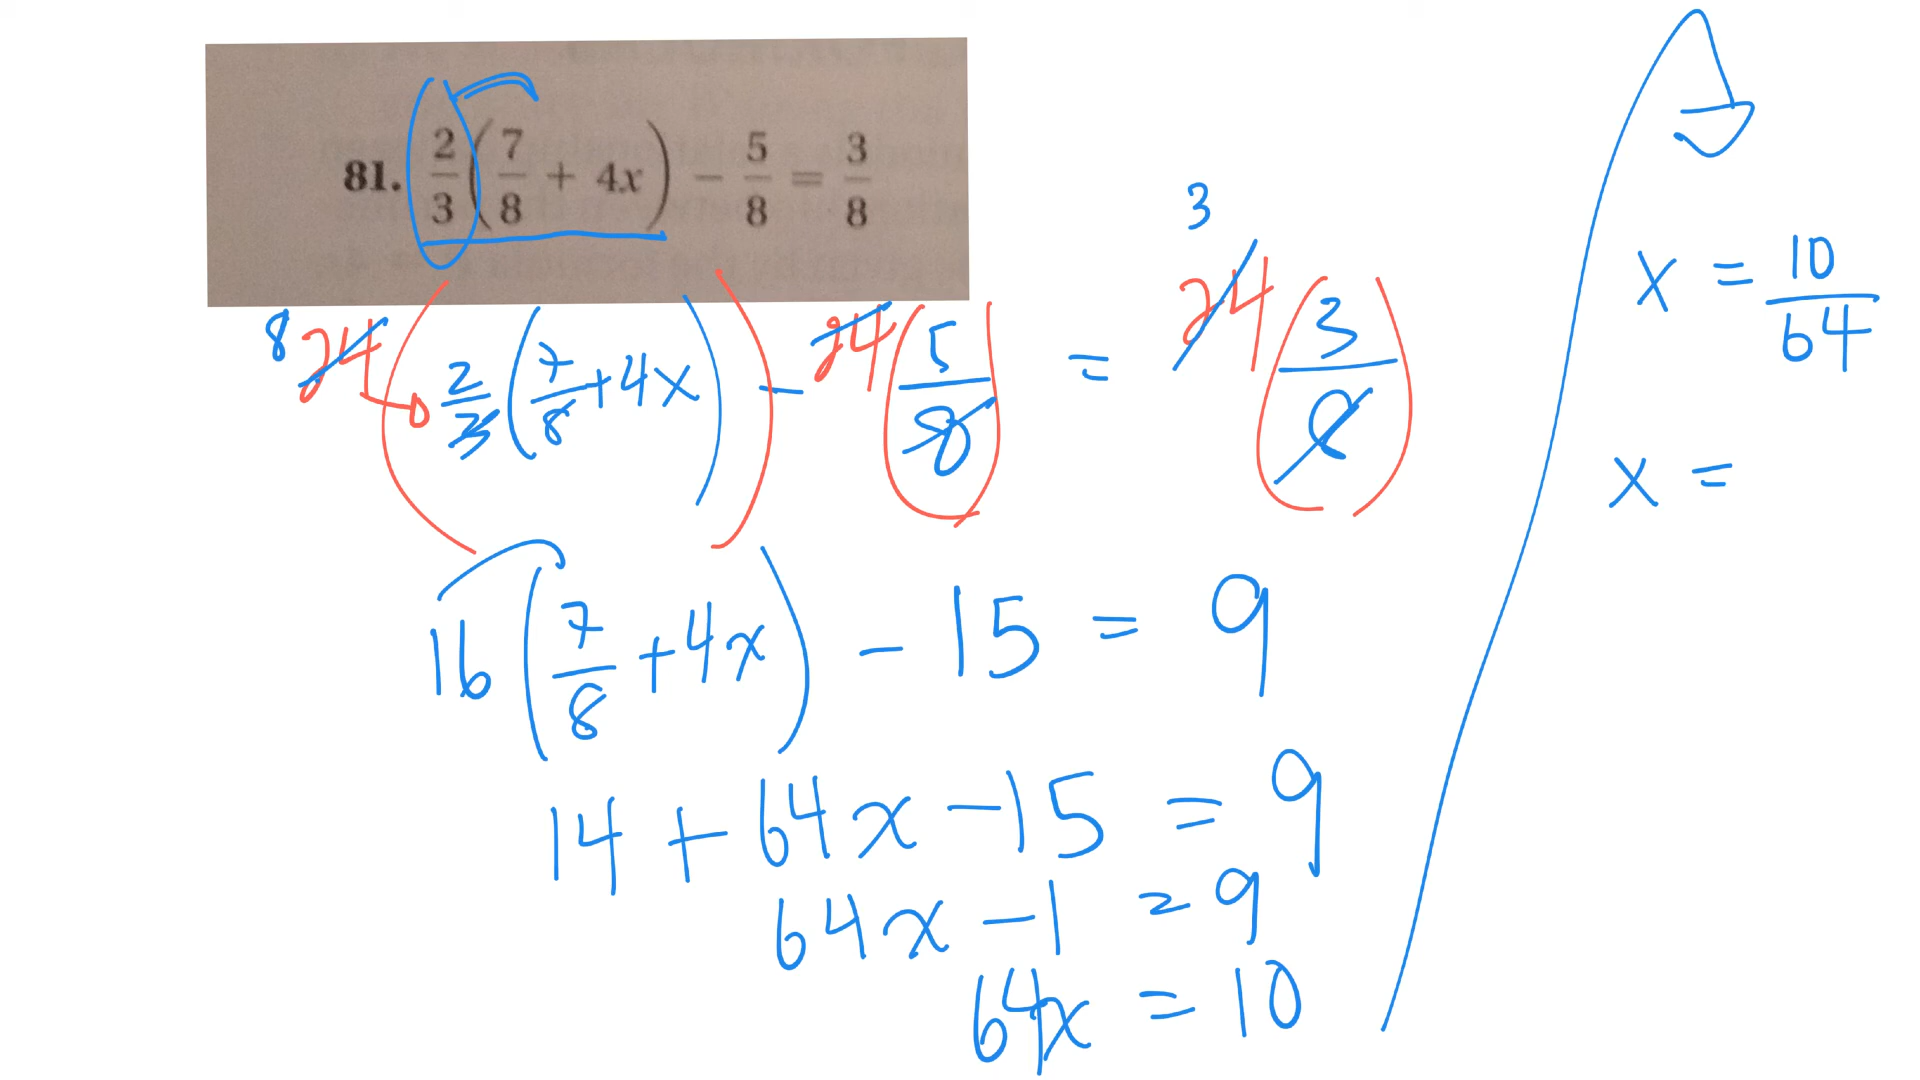 81. 2/3 (7/8 + 4x) - 5/8 = 3/8
3
8 24 ( 2/3 ( 7/8 + 4x ) ) - 24 ( 5/8 ) = 24 ( 3/8 )
16 ( 7/8 + 4x ) - 15 = 9
14 + 64x - 15 = 9
64x - 1 = 9
64x = 10
x = 10/64
x =